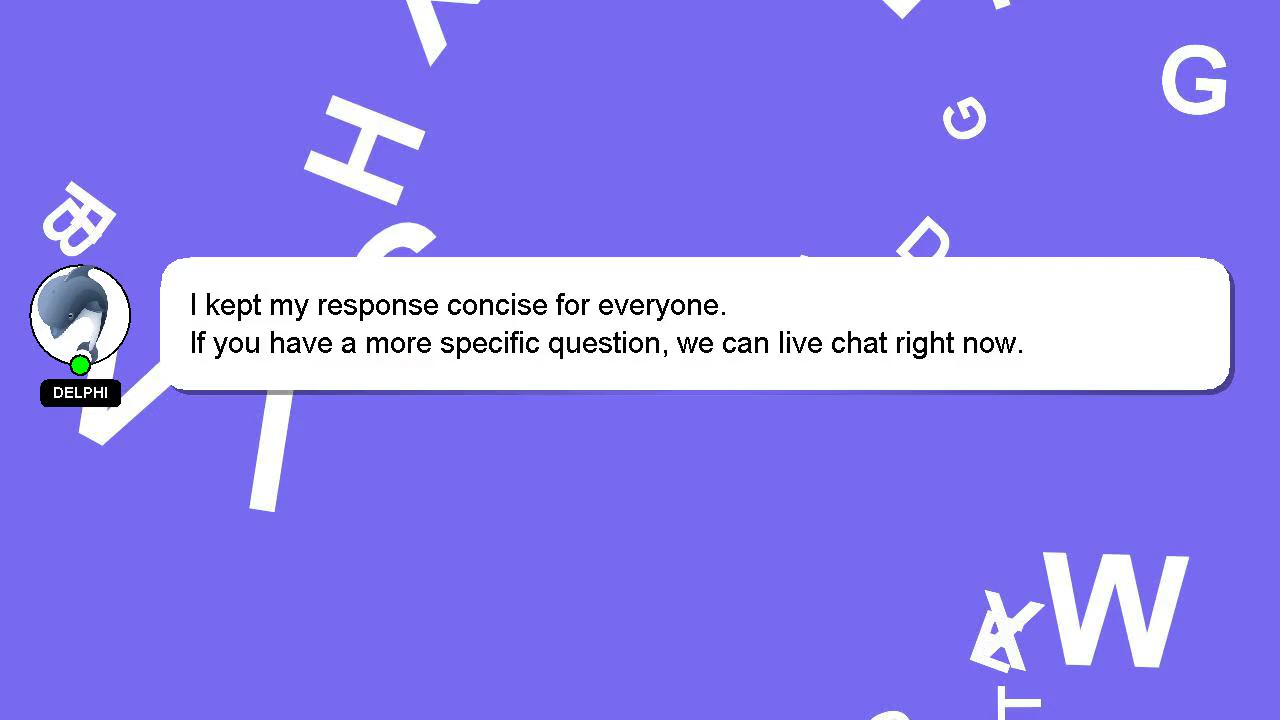 G
H
G
D
I kept my response concise for everyone.
If you have a more specific question, we can live chat right now.
DELPHI
W
T